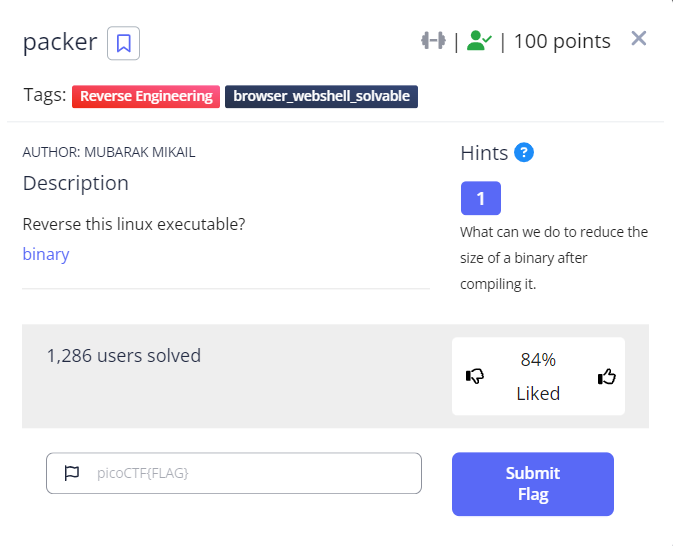 packer
| | 100 points
Tags: Reverse Engineering browser_webshell_solvable
AUTHOR: MUBARAK MIKAIL
Description
Reverse this linux executable?
binary
Hints ?
1
What can we do to reduce the
size of a binary after
compiling it.
1,286 users solved
84%
Liked
picoCTF{FLAG}
Submit
Flag